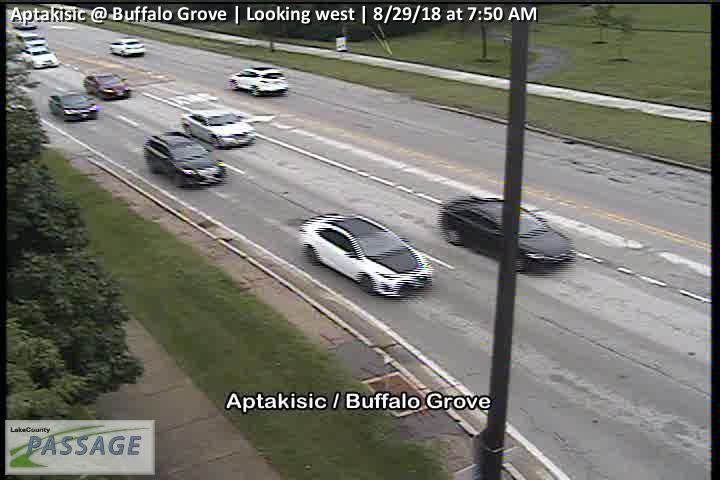 Aptakisic @ Buffalo Grove | Looking west | 8/29/18 at 7:50 AM
Aptakisic / Buffalo Grove
LakeCounty
PASSAGE